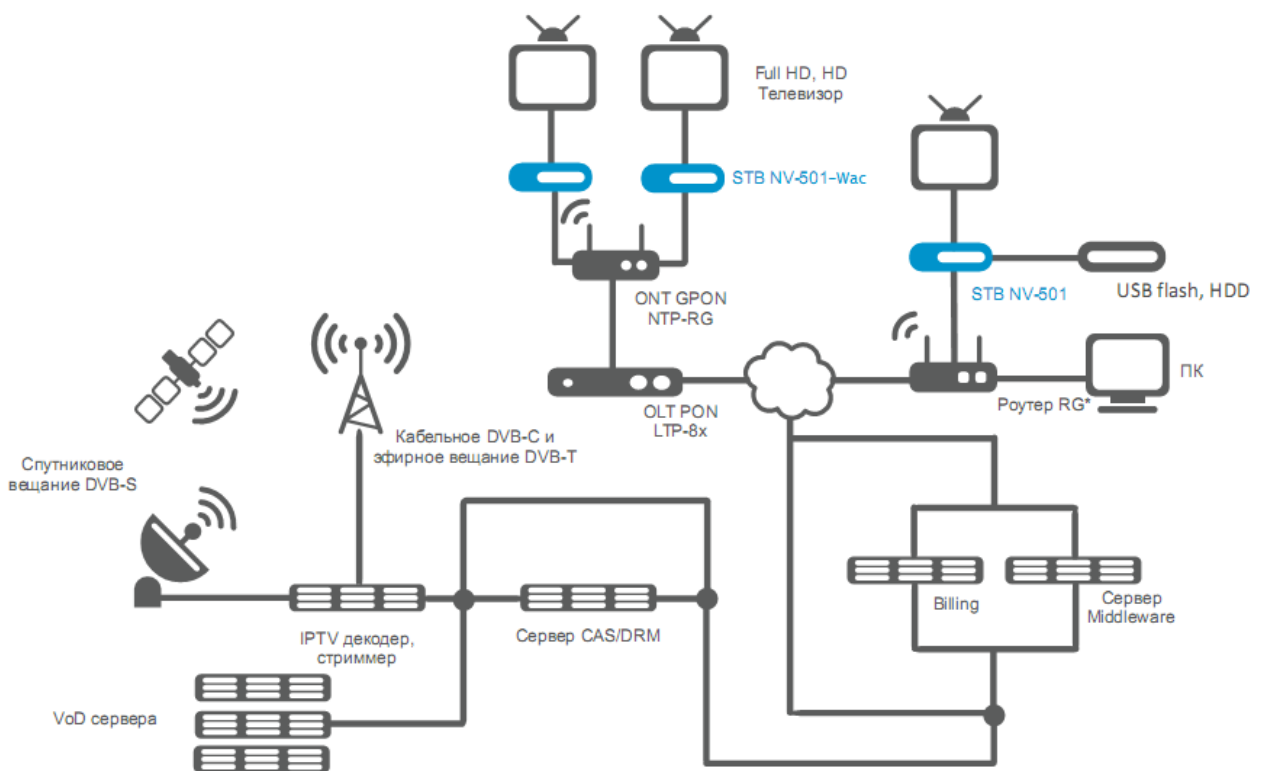 Full HD, HD
Телевизор
STB NV-501-Wac
STB NV-501
USB flash, HDD
ONT GPON
NTP-RG
OLT PON
LTP-8x
Роутер RG*
ПК
Кабельное DVB-C и
эфирное вещание DVB-T
Спутниковое
вещание DVB-S
IPTV декодер,
стриммер
Сервер CAS/DRM
Billing
Сервер
Middleware
VoD сервера